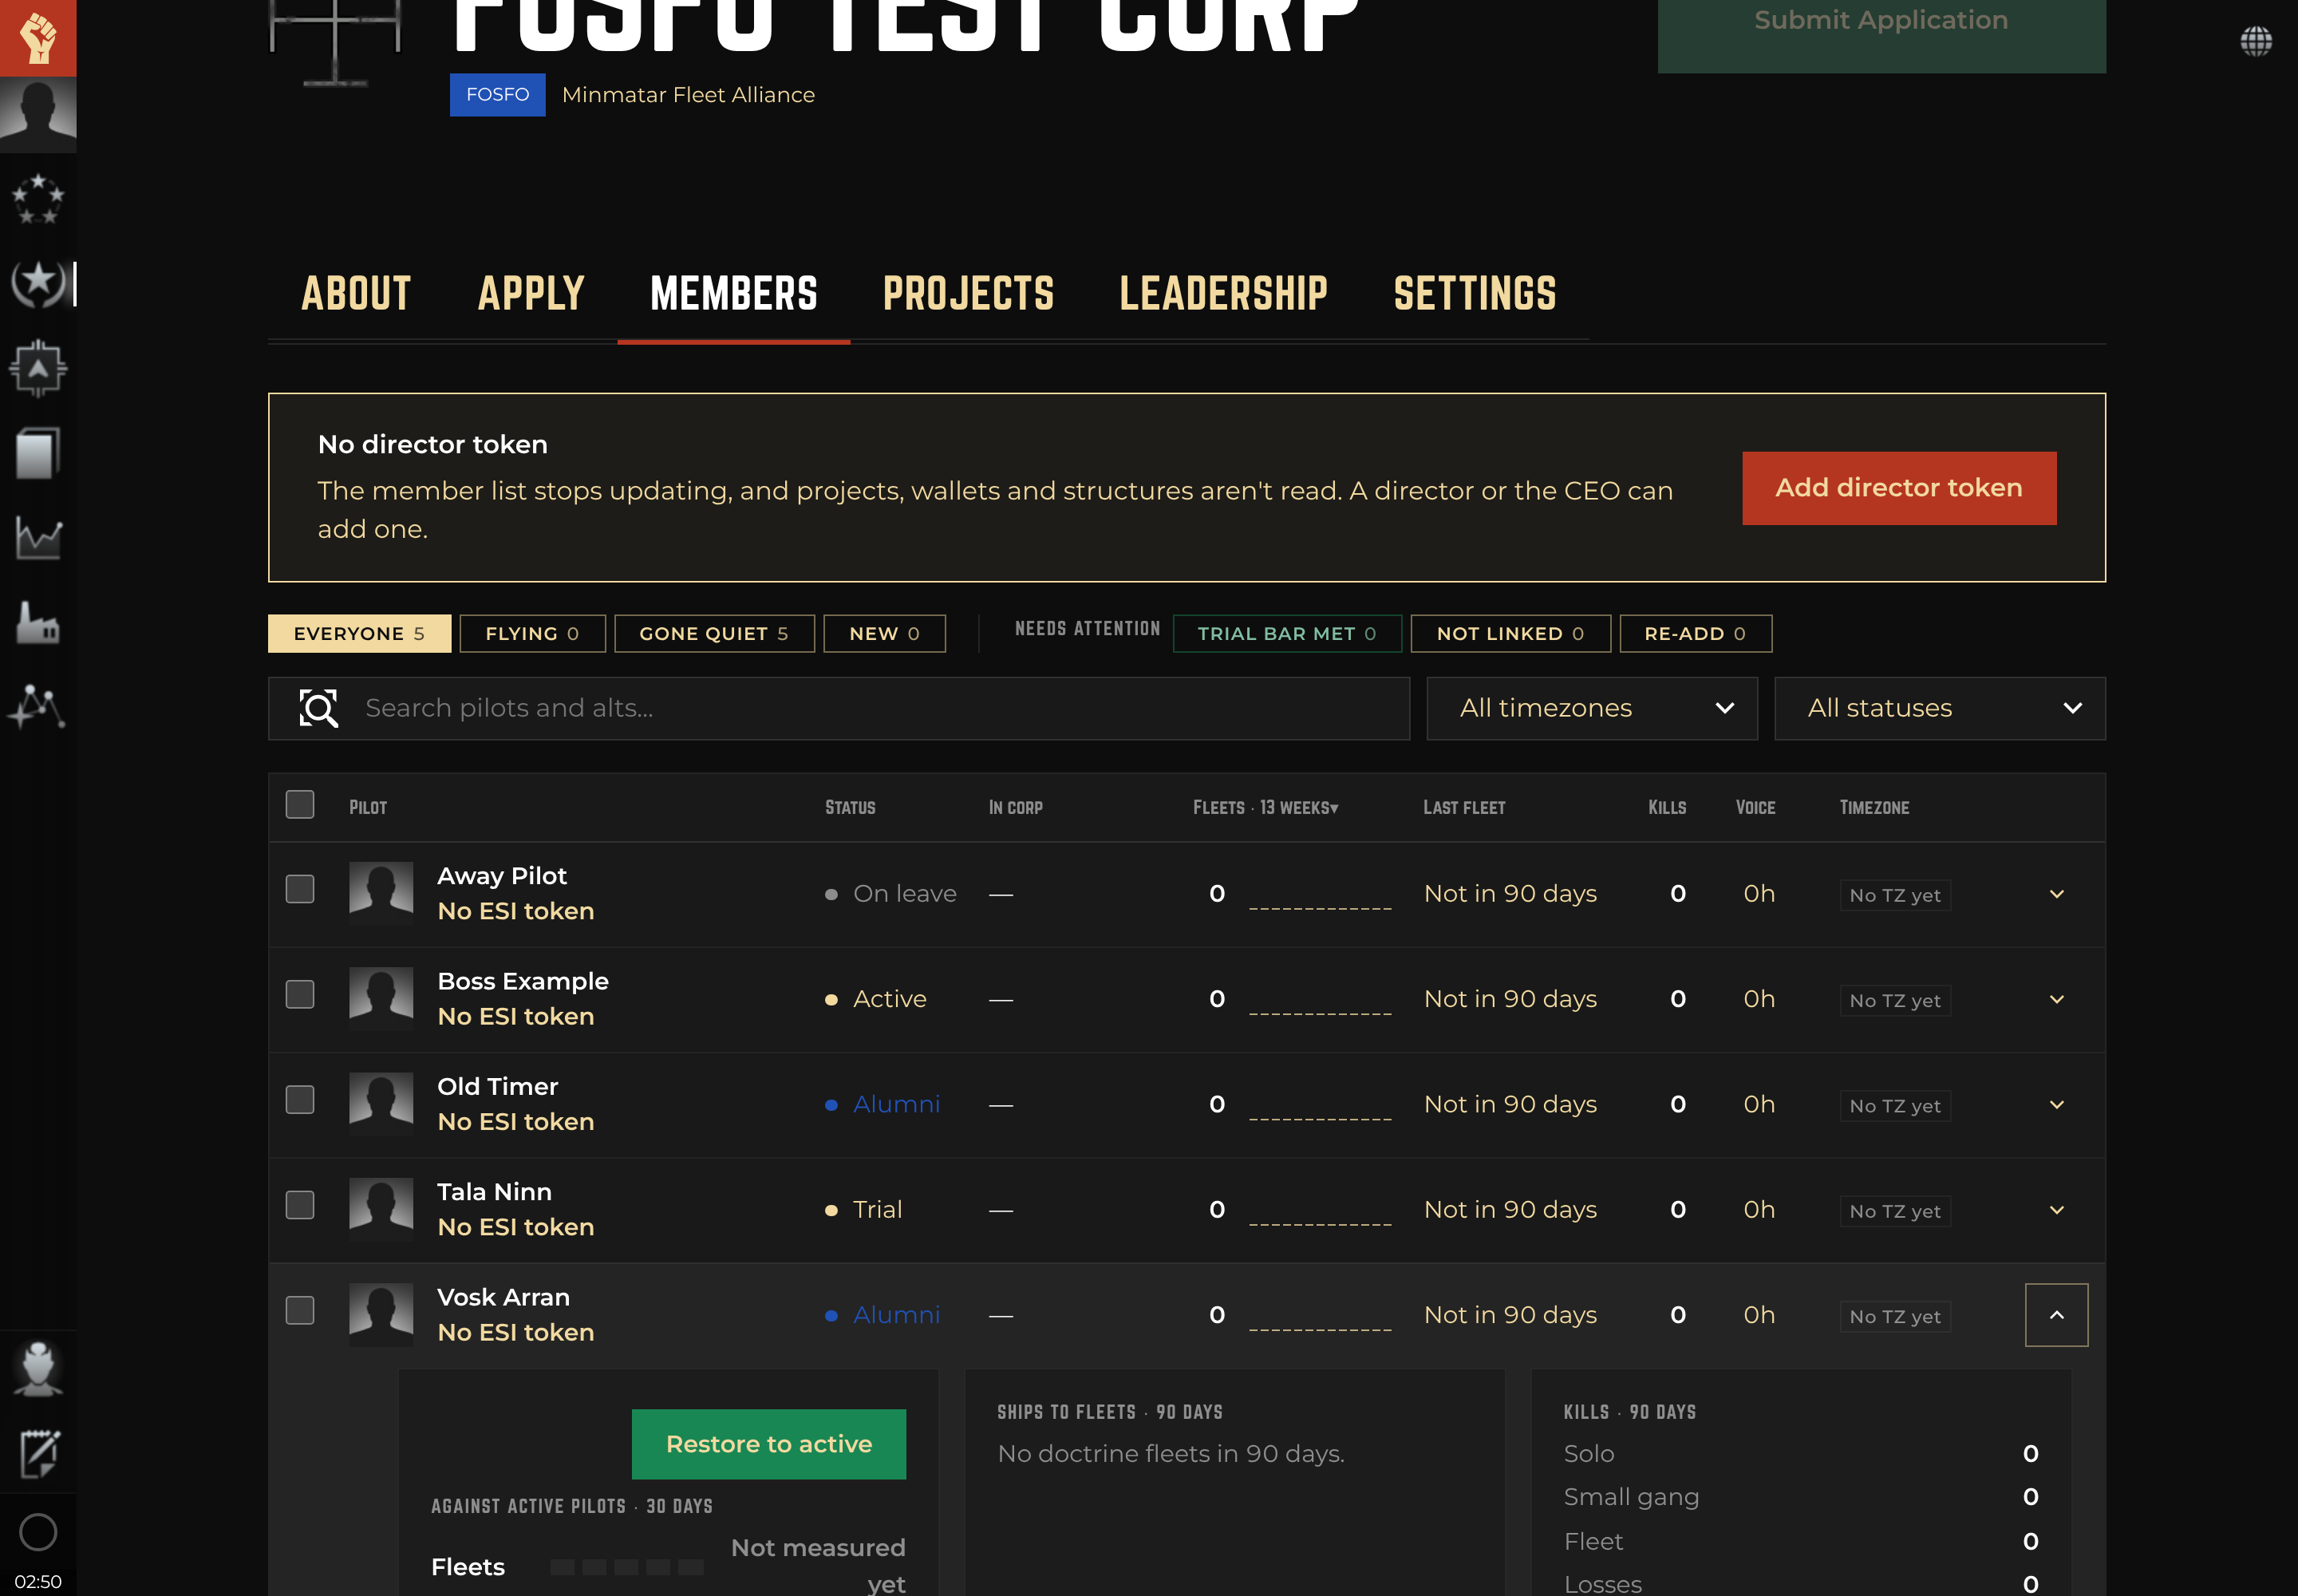 FOSFO TEST CORP
Submit Application
FOSFO Minmatar Fleet Alliance
ABOUT APPLY MEMBERS PROJECTS LEADERSHIP SETTINGS
No director token
The member list stops updating, and projects, wallets and structures aren't read. A director or the CEO can
add one.
Add director token
EVERYONE 5 FLYING 0 GONE QUIET 5 NEW 0 NEEDS ATTENTION TRIAL BAR MET 0 NOT LINKED 0 RE-ADD 0
Search pilots and alts... All timezones All statuses
PILOT STATUS IN CORP FLEETS · 13 WEEKS▾ LAST FLEET KILLS VOICE TIMEZONE
Away Pilot
No ESI token
On leave — 0 Not in 90 days 0 0h No TZ yet
Boss Example
No ESI token
Active — 0 Not in 90 days 0 0h No TZ yet
Old Timer
No ESI token
Alumni — 0 Not in 90 days 0 0h No TZ yet
Tala Ninn
No ESI token
Trial — 0 Not in 90 days 0 0h No TZ yet
Vosk Arran
No ESI token
Alumni — 0 Not in 90 days 0 0h No TZ yet
Restore to active
AGAINST ACTIVE PILOTS · 30 DAYS
Fleets Not measured
yet
SHIPS TO FLEETS · 90 DAYS
No doctrine fleets in 90 days.
KILLS · 90 DAYS
Solo 0
Small gang 0
Fleet 0
Losses 0
02:50